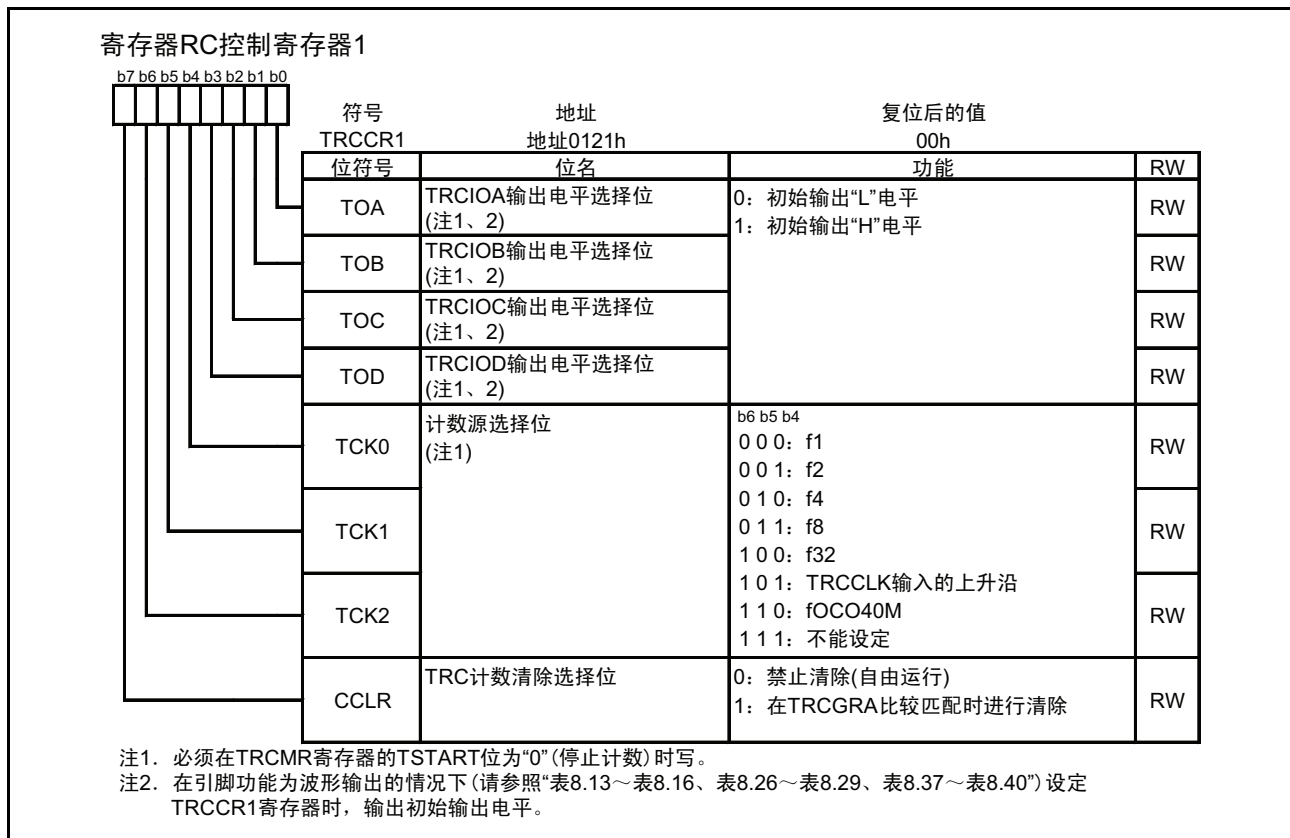 寄存器RC控制寄存器1
b7 b6 b5 b4 b3 b2 b1 b0
符号 地址 复位后的值
TRCCR1 地址0121h 00h
位符号 位名 功能 RW
TOA TRCIOA输出电平选择位 (注1、2) 0：初始输出“L”电平 RW
1：初始输出“H”电平
TOB TRCIOB输出电平选择位 (注1、2) RW
TOC TRCIOC输出电平选择位 (注1、2) RW
TOD TRCIOD输出电平选择位 (注1、2) RW
TCK0 计数源选择位 (注1) b6 b5 b4 RW
0 0 0：f1
0 0 1：f2
0 1 0：f4
TCK1 0 1 1：f8 RW
1 0 0：f32
1 0 1：TRCCLK输入的上升沿
TCK2 1 1 0：fOCO40M RW
1 1 1：不能设定
CCLR TRC计数清除选择位 0：禁止清除(自由运行) RW
1：在TRCGRA比较匹配时进行清除
注1. 必须在TRCMR寄存器的TSTART位为“0”(停止计数)时写。
注2. 在引脚功能为波形输出的情况下(请参照“表8.13～表8.16、表8.26～表8.29、表8.37～表8.40”)设定
TRCCR1寄存器时，输出初始输出电平。